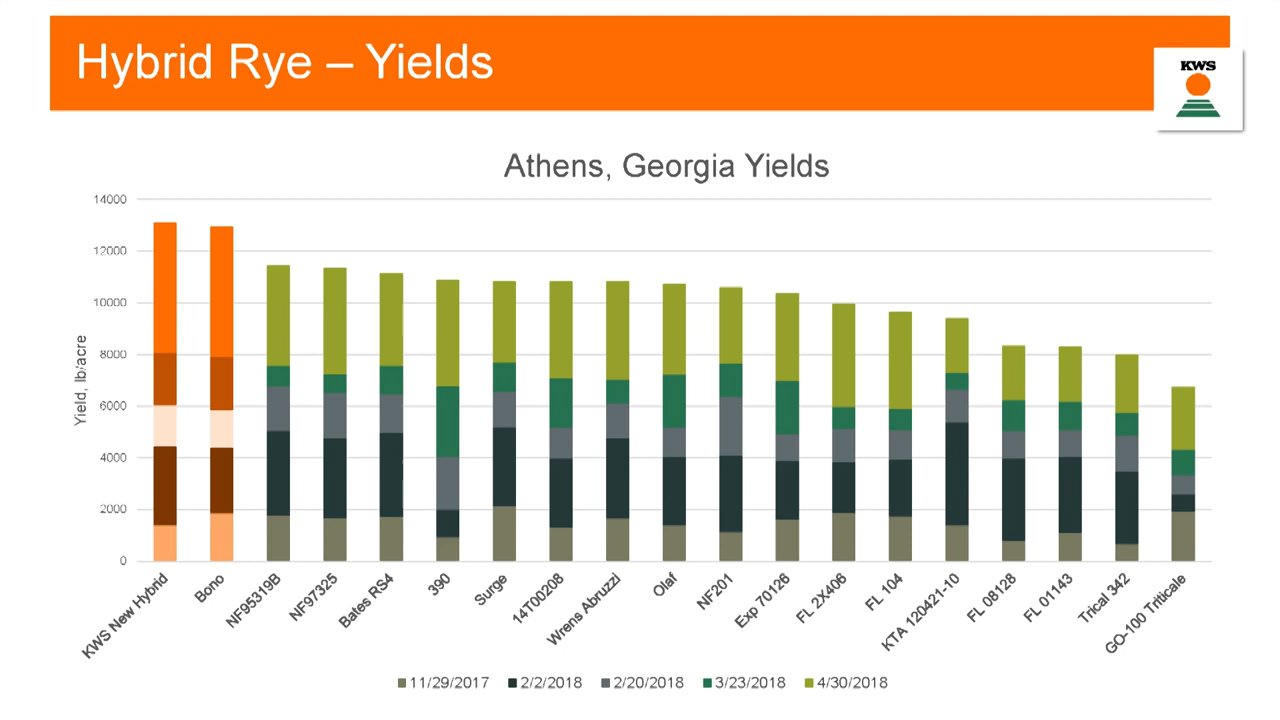 Hybrid Rye – Yields
KWS
Athens, Georgia Yields
14000
12000
10000
8000
6000
4000
2000
0
Yield, lb/acre
KWS New Hybrid
Bono
NF95319B
NF97325
Bates RS4
390
Surge
14T00208
Wrens Abruzzi
Olaf
NF201
Exp 70126
FL 2X406
FL 104
KTA 120421-10
FL 08128
FL 01143
Trical 342
GO-100 Triticale
11/29/2017 2/2/2018 2/20/2018 3/23/2018 4/30/2018